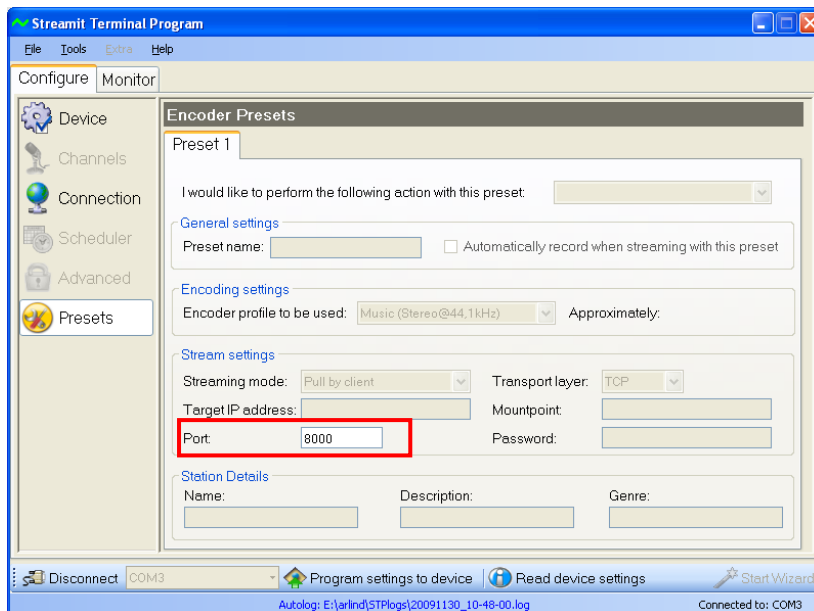 Streamit Terminal Program
File Tools Extra Help
Configure Monitor
Device
Channels
Connection
Scheduler
Advanced
Presets
Encoder Presets
Preset 1
I would like to perform the following action with this preset:
General settings
Preset name: Automatically record when streaming with this preset
Encoding settings
Encoder profile to be used: Music (Stereo@44,1kHz) Approximately:
Stream settings
Streaming mode: Pull by client Transport layer: TCP
Target IP address: Mountpoint:
Port: 8000 Password:
Station Details
Name: Description: Genre:
Disconnect COM3 Program settings to device Read device settings Start Wizard
Autolog: E:\arlind\STPlogs\20091130_10-48-00.log Connected to: COM3